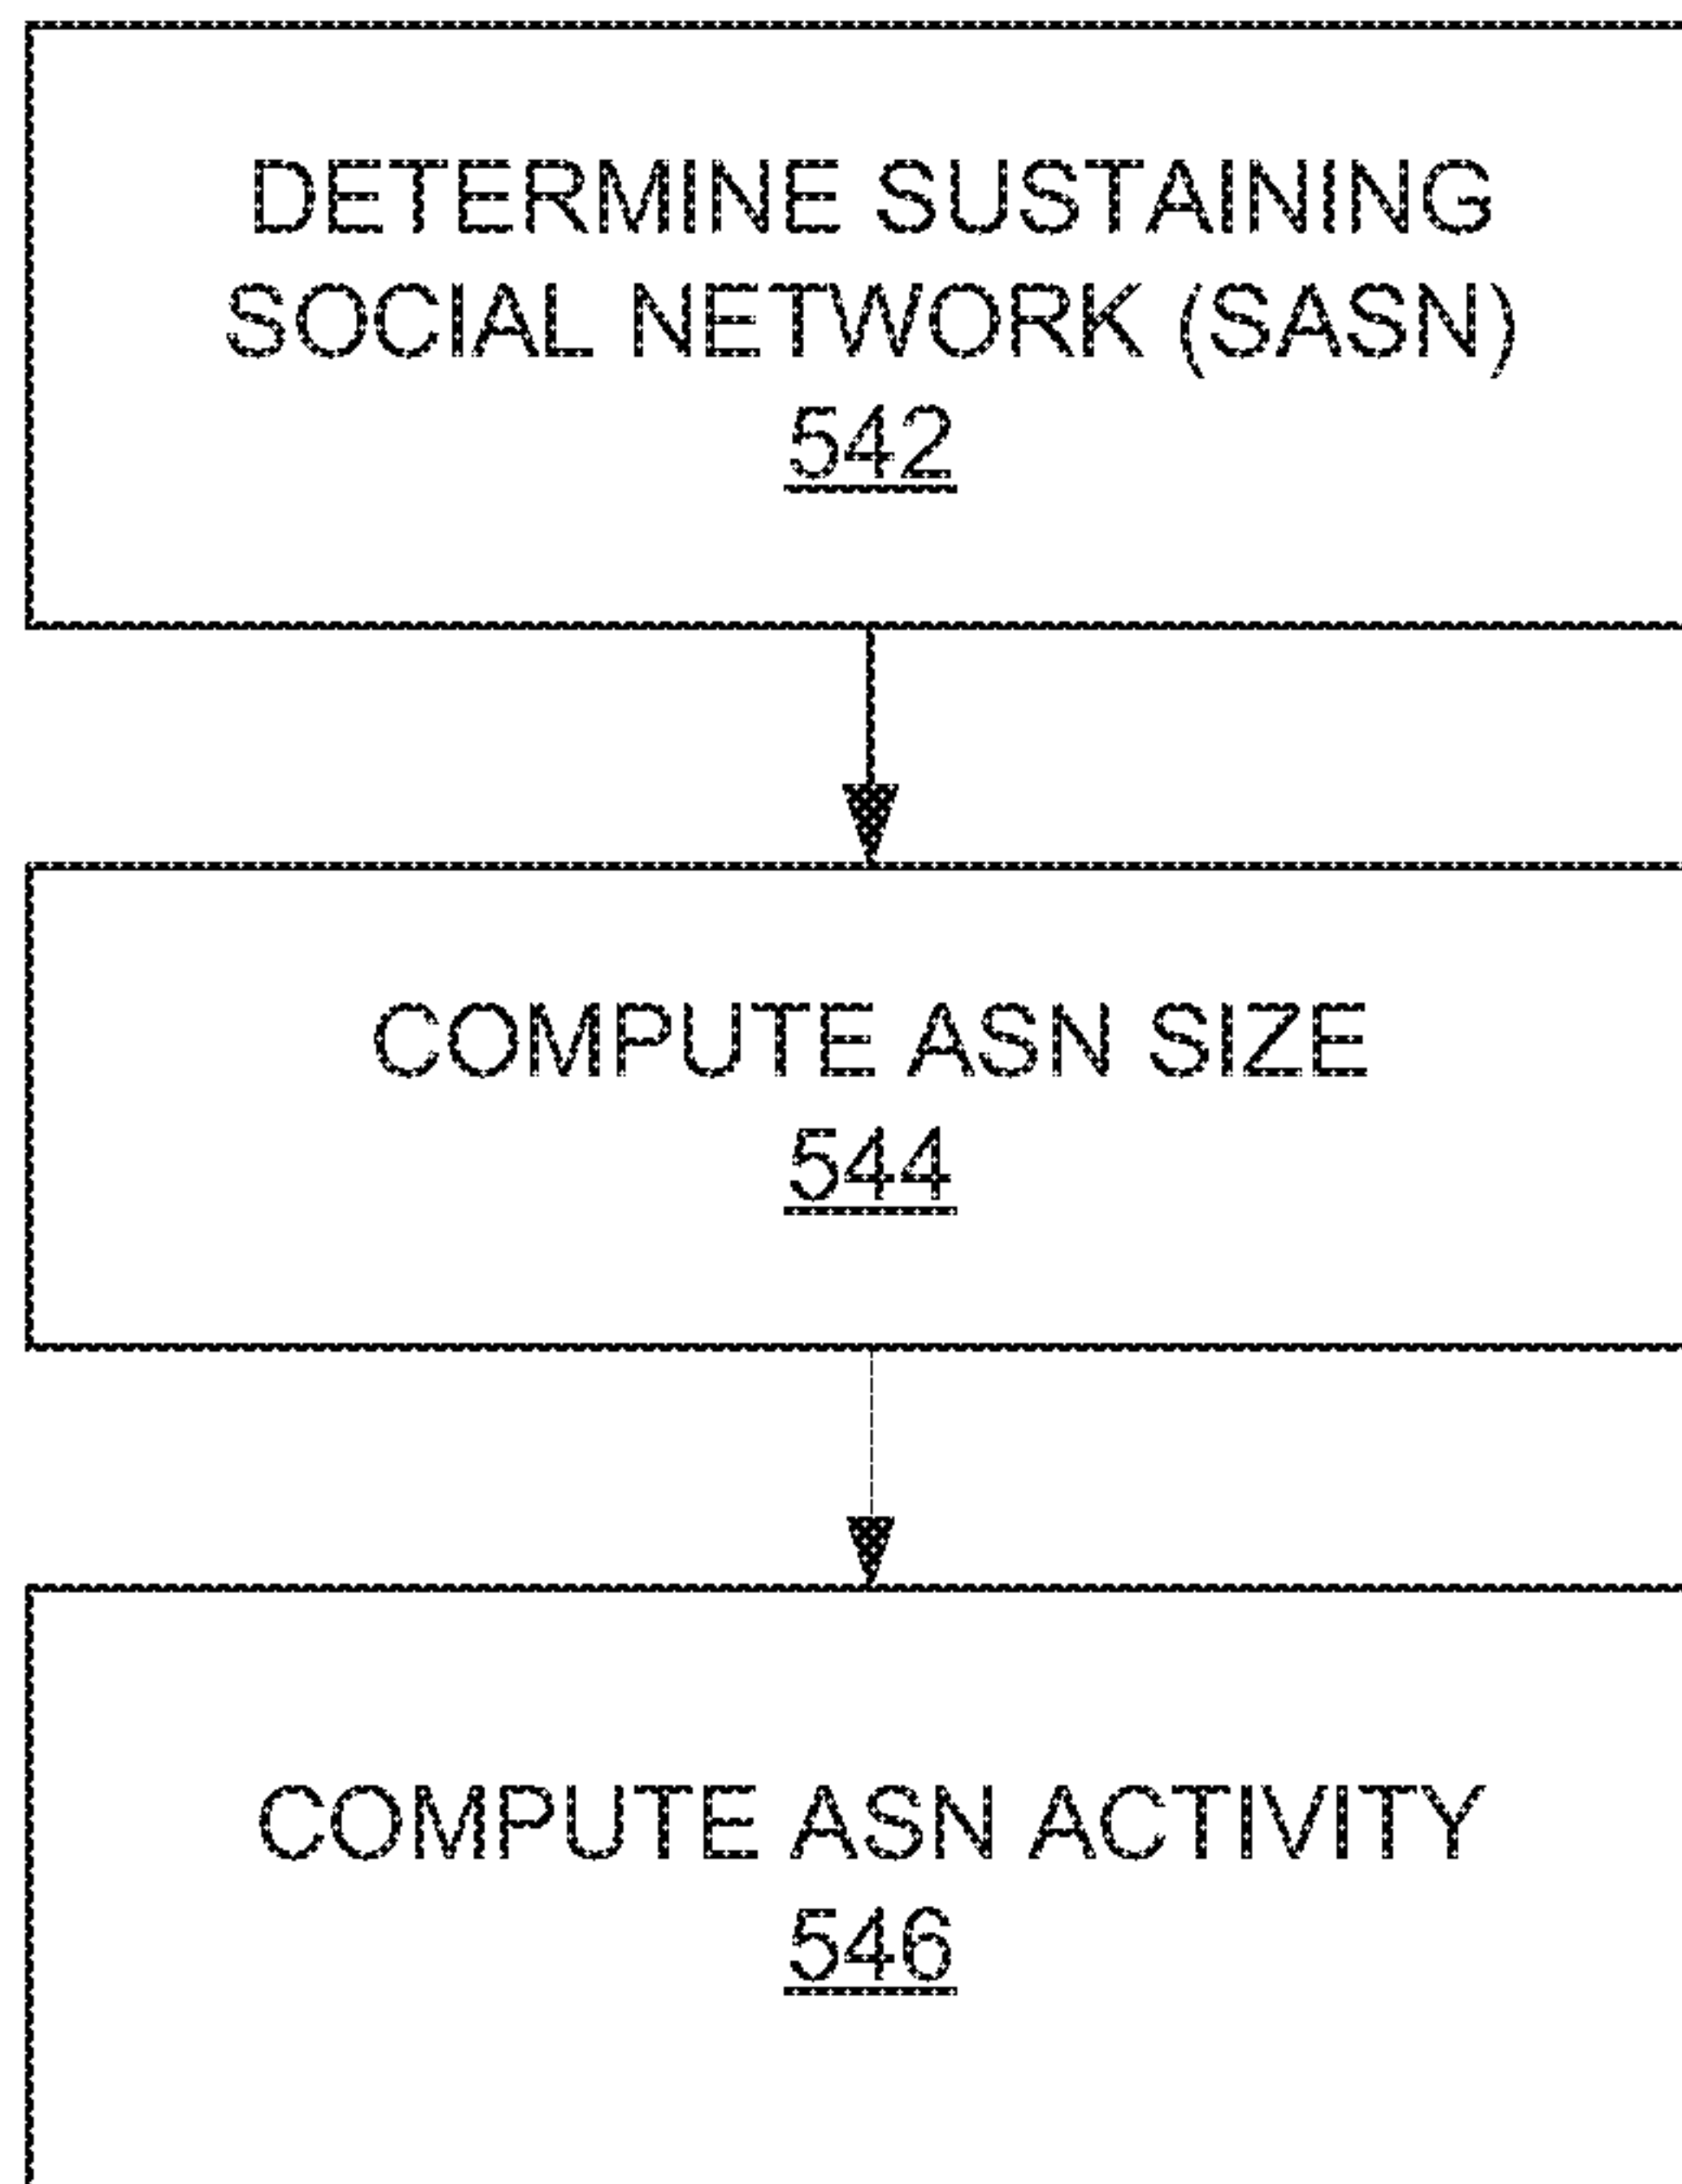 DETERMINE SUSTAINING
SOCIAL NETWORK (SASN)
542
COMPUTE ASN SIZE
544
COMPUTE ASN ACTIVITY
546